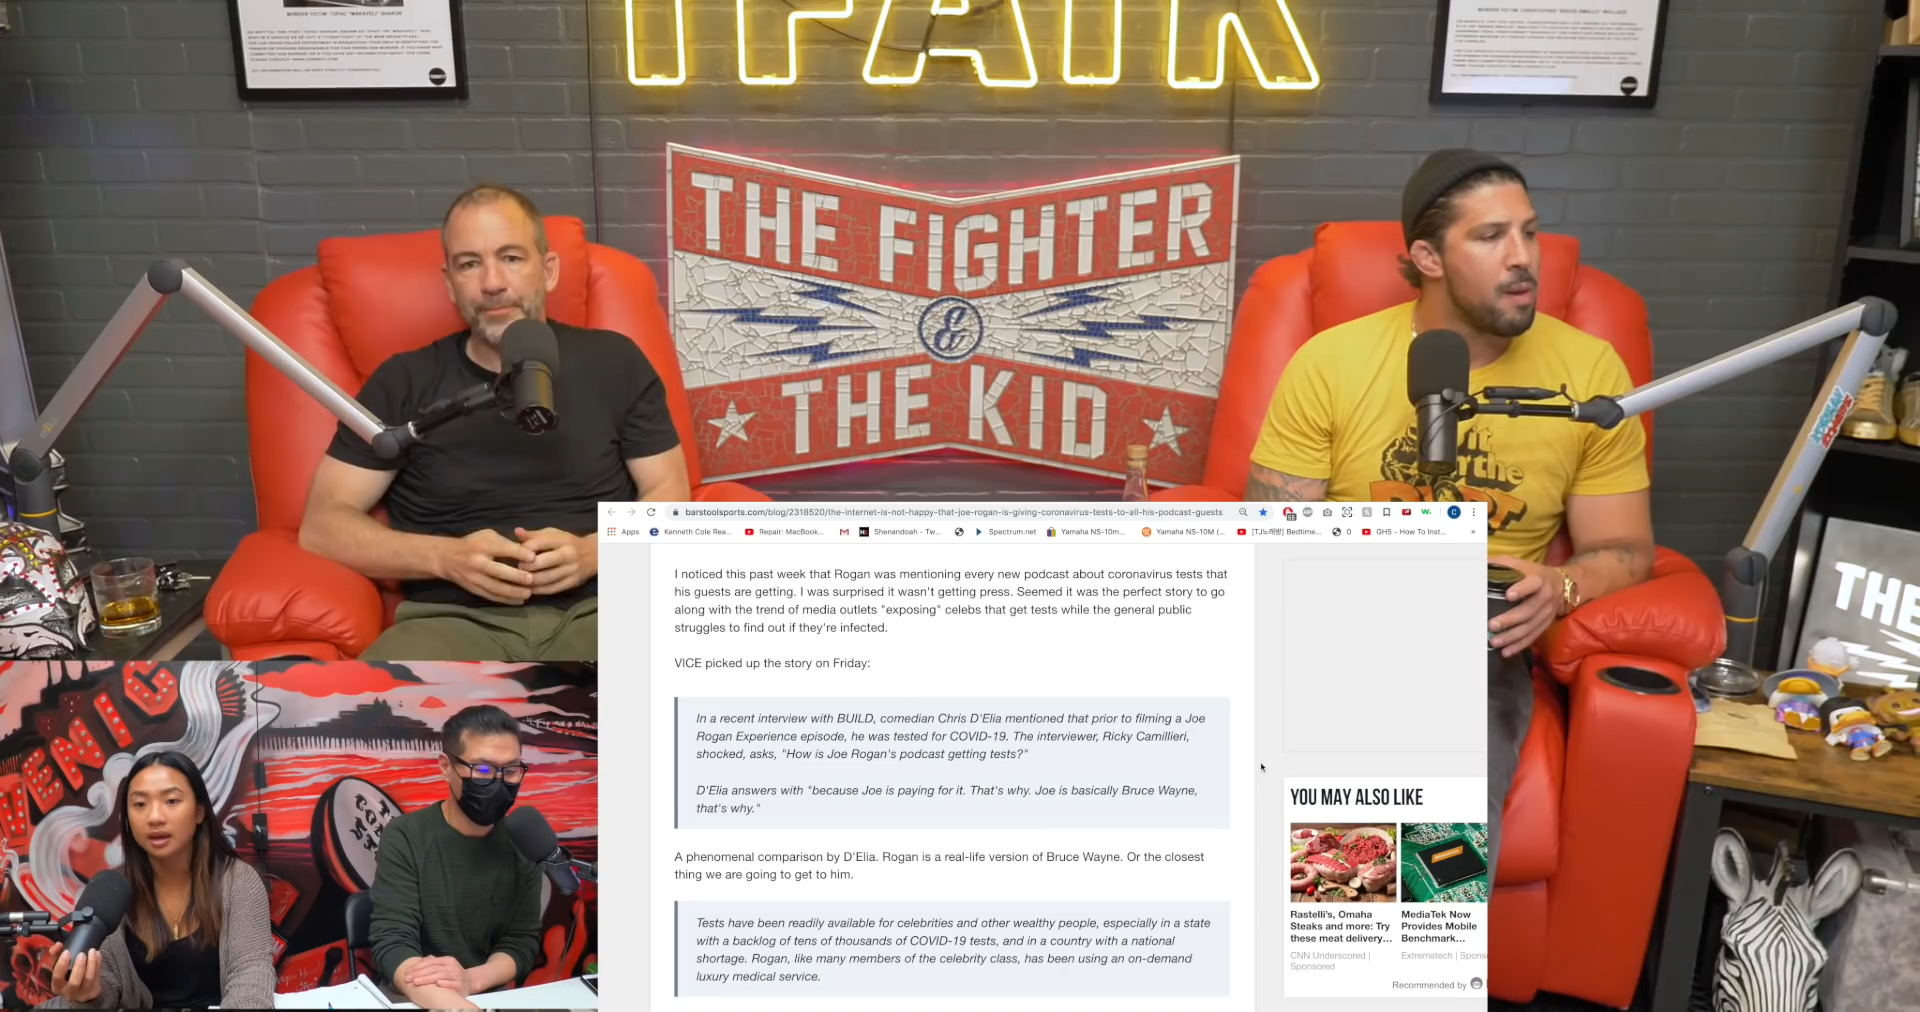 TFATK
THE FIGHTER
&
THE KID
THE
barstoolsports.com/blog/2318520/the-internet-is-not-happy-that-joe-rogan-is-giving-coronavirus-tests-to-all-his-podcast-guests
Apps Kenneth Cole Rea... Repair: MacBook... Shenandoah - Tw... Spectrum.net Yamaha NS-10m... Yamaha NS-10M (... Bedtime... 0 GHS - How To Inst... »
I noticed this past week that Rogan was mentioning every new podcast about coronavirus tests that
his guests are getting. I was surprised it wasn't getting press. Seemed it was the perfect story to go
along with the trend of media outlets "exposing" celebs that get tests while the general public
struggles to find out if they're infected.
VICE picked up the story on Friday:
In a recent interview with BUILD, comedian Chris D'Elia mentioned that prior to filming a Joe
Rogan Experience episode, he was tested for COVID-19. The interviewer, Ricky Camillieri,
shocked, asks, "How is Joe Rogan's podcast getting tests?"
D'Elia answers with "because Joe is paying for it. That's why. Joe is basically Bruce Wayne,
that's why."
A phenomenal comparison by D'Elia. Rogan is a real-life version of Bruce Wayne. Or the closest
thing we are going to get to him.
Tests have been readily available for celebrities and other wealthy people, especially in a state
with a backlog of tens of thousands of COVID-19 tests, and in a country with a national
shortage. Rogan, like many members of the celebrity class, has been using an on-demand
luxury medical service.
YOU MAY ALSO LIKE
Rastelli's, Omaha
Steaks and more: Try
these meat delivery...
CNN Underscored |
Sponsored
MediaTek Now
Provides Mobile
Benchmark...
Extremetech | Spons
Recommended by